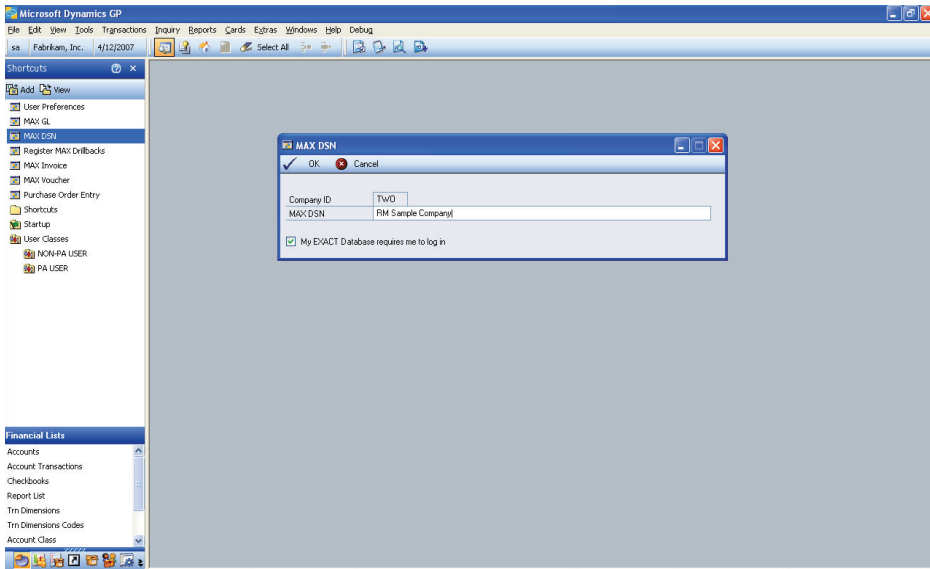 Microsoft Dynamics GP
File Edit View Tools Transactions Inquiry Reports Cards Extras Windows Help Debug
sa Fabrikam, Inc. 4/12/2007 Select All
Shortcuts
Add View
User Preferences
MAX GL
MAX DSN
Register MAX Drillbacks
MAX Invoice
MAX Voucher
Purchase Order Entry
Shortcuts
Startup
User Classes
NON-PA USER
PA USER
MAX DSN
OK Cancel
Company ID TWO
MAX DSN RM Sample Company
My EXACT Database requires me to log in
Financial Lists
Accounts
Account Transactions
Checkbooks
Report List
Trn Dimensions
Trn Dimensions Codes
Account Class